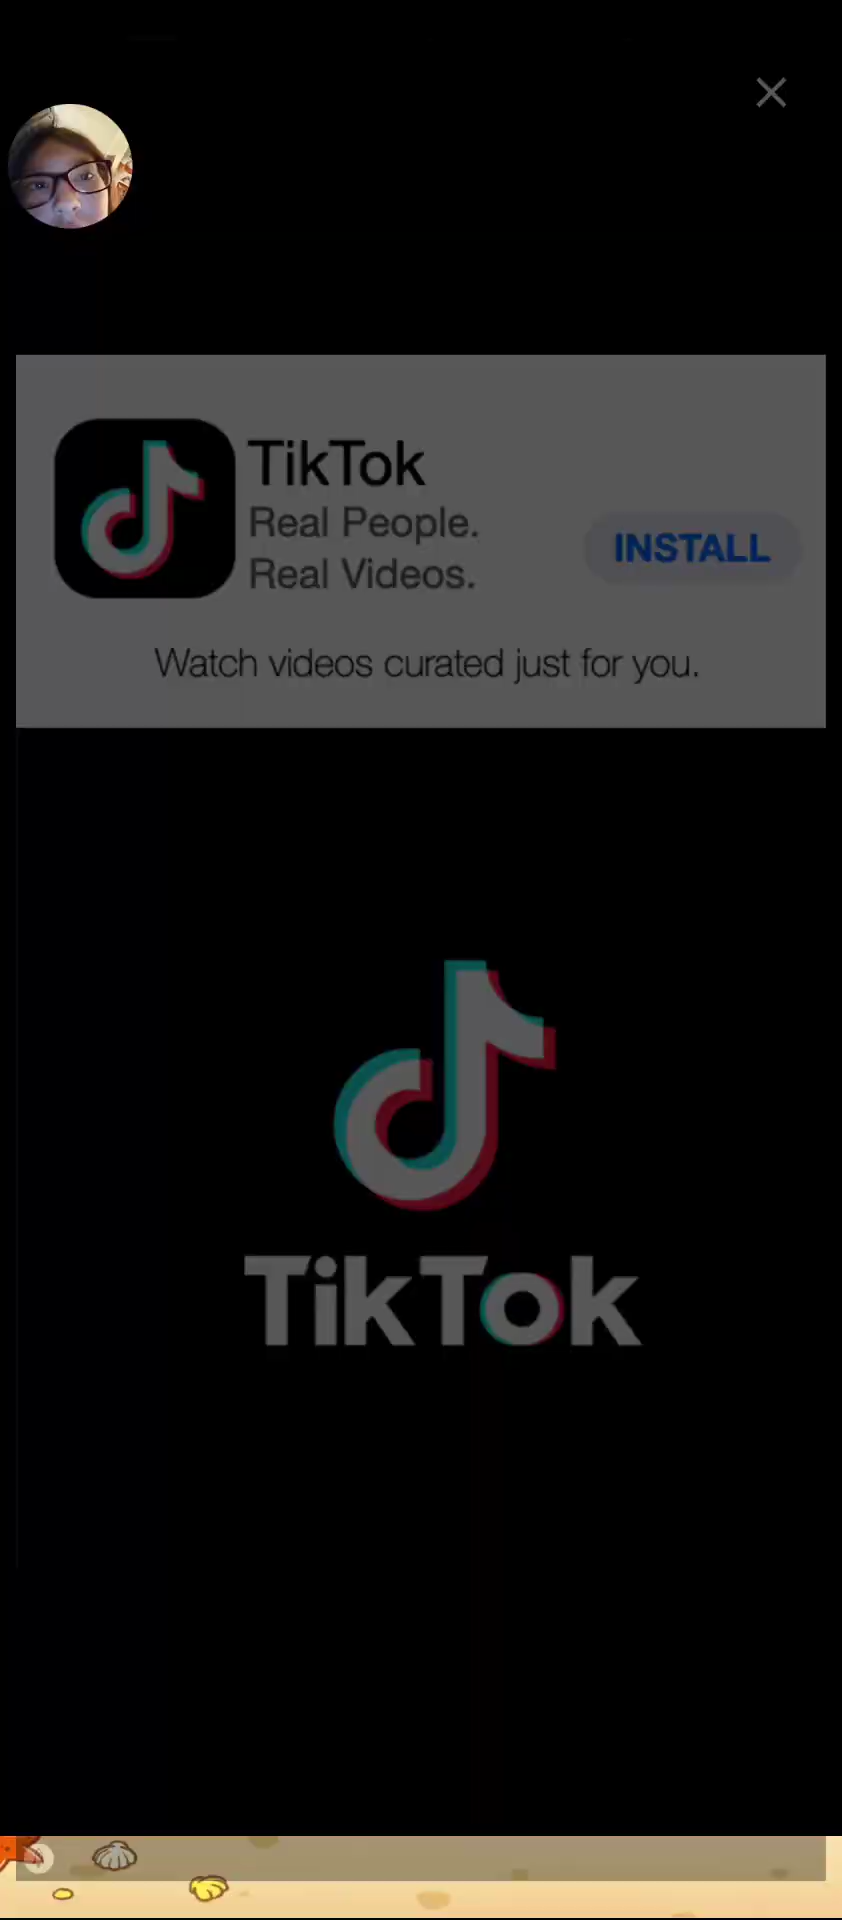 TikTok
Real People.
Real Videos.
INSTALL
Watch videos curated just for you.
TikTok